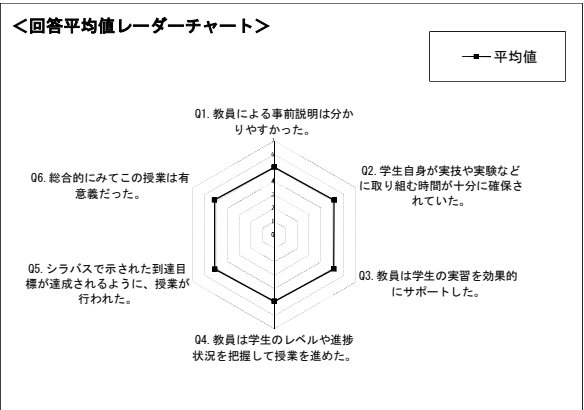 ＜回答平均値レーダーチャート＞
平均値
Q1. 教員による事前説明は分か
りやすかった。
Q2. 学生自身が実技や実験など
に取り組む時間が十分に確保さ
れていた。
Q3. 教員は学生の実習を効果的
にサポートした。
Q4. 教員は学生のレベルや進捗
状況を把握して授業を進めた。
Q5. シラバスで示された到達目
標が達成されるように、授業が
行われた。
Q6. 総合的にみてこの授業は有
意義だった。
0